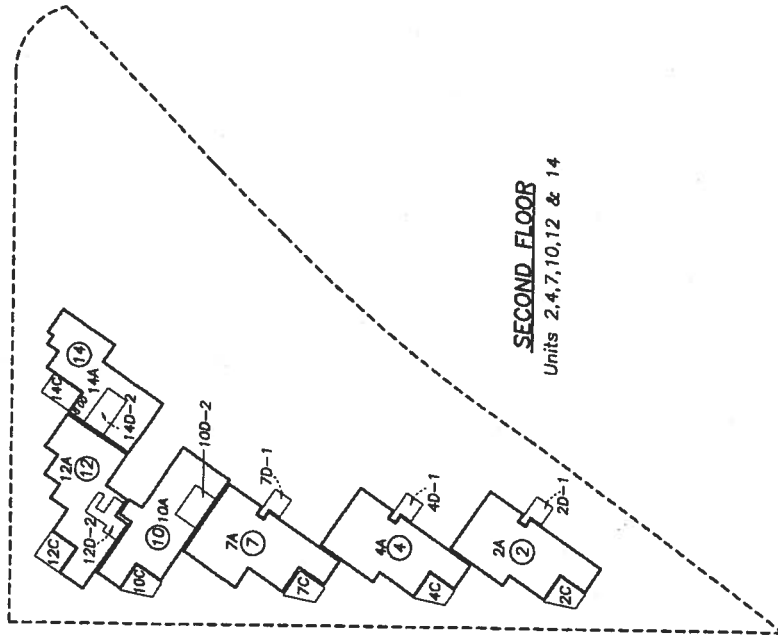 SECOND FLOOR
Units 2,4,7,10,12 & 14
14
14C
14A
14D-2
12A
12
12C
12D-2
10D-2
10
10A
10C
7D-1
7A
7
7C
4D-1
4A
4
4C
2D-1
2A
2
2C